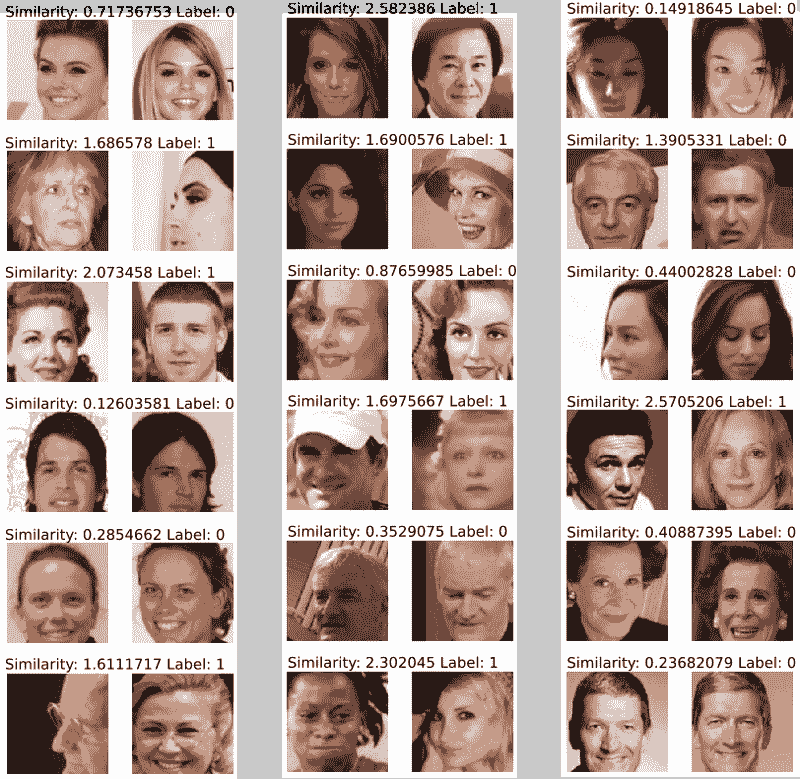 Similarity: 0.71736753 Label: 0
Similarity: 2.582386 Label: 1
Similarity: 0.14918645 Label: 0
Similarity: 1.686578 Label: 1
Similarity: 1.6900576 Label: 1
Similarity: 1.3905331 Label: 0
Similarity: 2.073458 Label: 1
Similarity: 0.87659985 Label: 0
Similarity: 0.44002828 Label: 0
Similarity: 0.12603581 Label: 0
Similarity: 1.6975667 Label: 1
Similarity: 2.5705206 Label: 1
Similarity: 0.2854662 Label: 0
Similarity: 0.3529075 Label: 0
Similarity: 0.40887395 Label: 0
Similarity: 1.6111717 Label: 1
Similarity: 2.302045 Label: 1
Similarity: 0.23682079 Label: 0